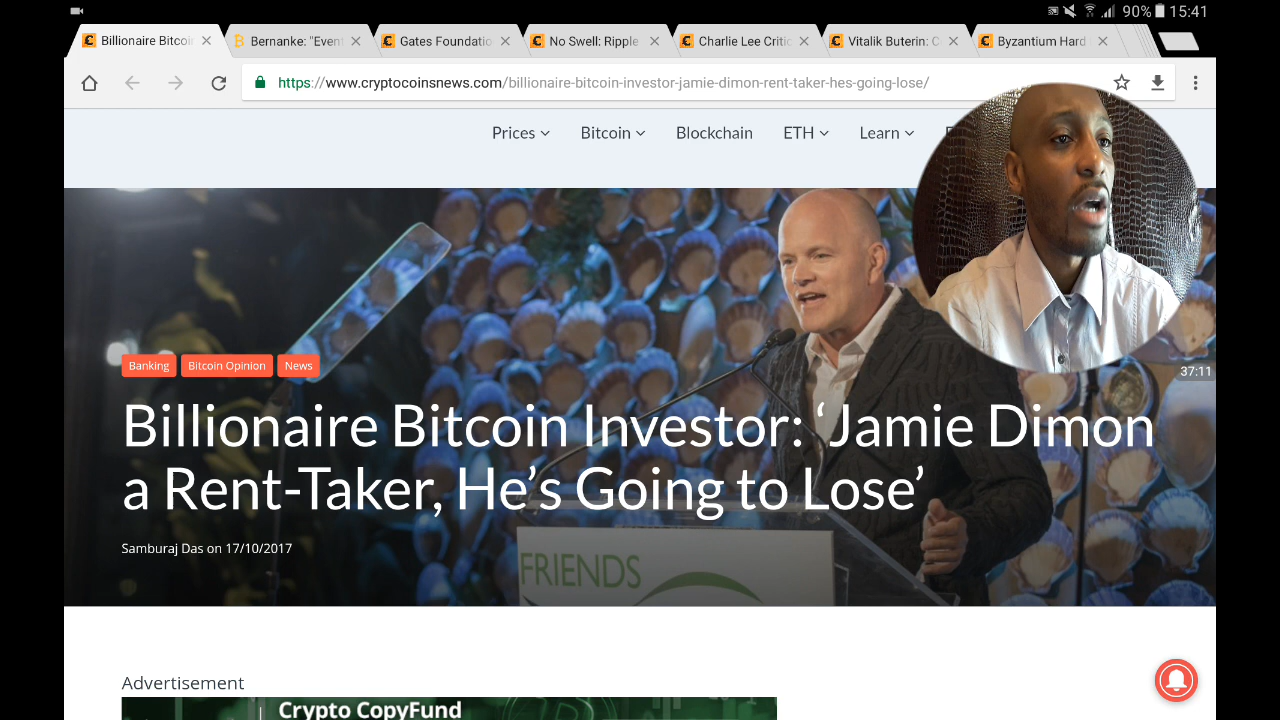 90% 15:41
Billionaire Bitcoi
Bernanke: "Even
Gates Foundatio
No Swell: Ripple
Charlie Lee Critic
Vitalik Buterin: C
Byzantium Hard
https://www.cryptocoinsnews.com/billionaire-bitcoin-investor-jamie-dimon-rent-taker-hes-going-lose/
Prices Bitcoin Blockchain ETH Learn
37:11
Banking Bitcoin Opinion News
Billionaire Bitcoin Investor: ‘Jamie Dimon
a Rent-Taker, He’s Going to Lose’
Samburaj Das on 17/10/2017
FRIENDS
Advertisement
Crypto CopyFund